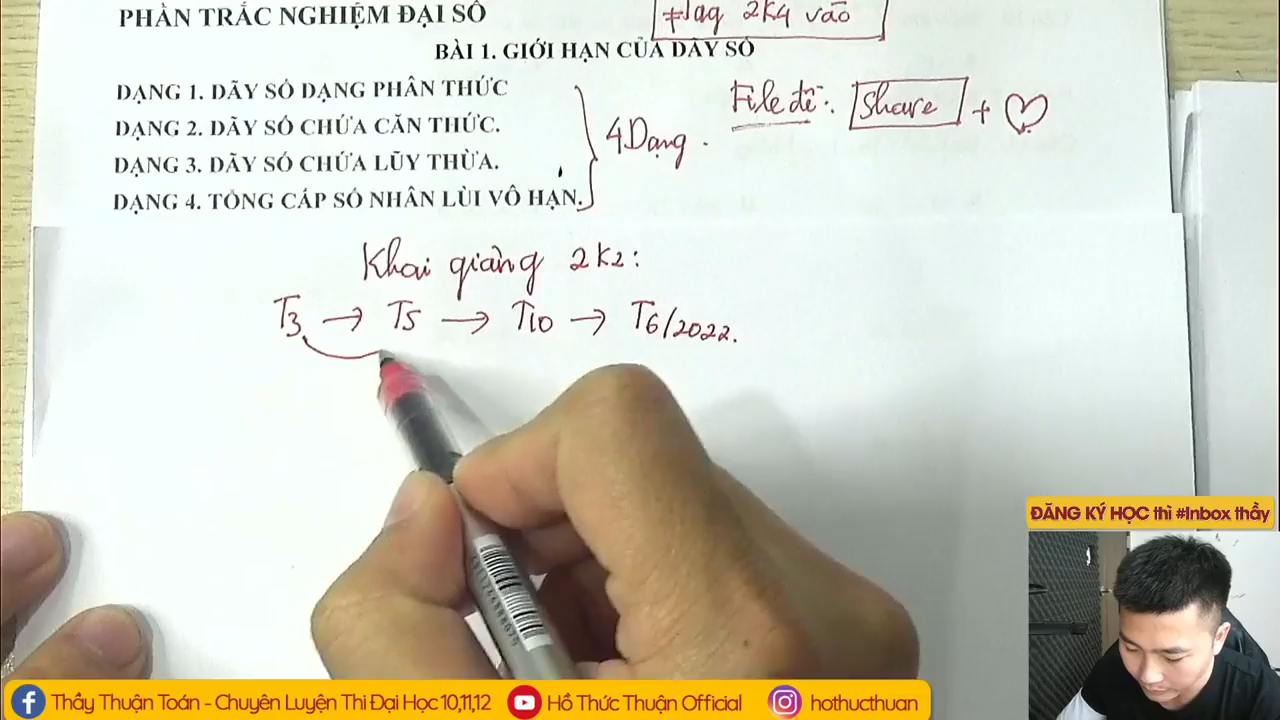 PHẦN TRẮC NGHIỆM ĐẠI SỐ
+Tag 2K4 vào
BÀI 1. GIỚI HẠN CỦA DÃY SỐ
DẠNG 1. DÃY SỐ DẠNG PHÂN THỨC
DẠNG 2. DÃY SỐ CHỨA CĂN THỨC.
DẠNG 3. DÃY SỐ CHỨA LŨY THỪA.
DẠNG 4. TỔNG CẤP SỐ NHÂN LÙI VÔ HẠN.
4 Dạng.
File đề: Share + ♡
Khai giảng 2K2:
T3 → T5 → T10 → T6/2022.
ĐĂNG KÝ HỌC thì #Inbox thầy
Thầy Thuận Toán - Chuyên Luyện Thi Đại Học 10,11,12
Hồ Thức Thuận Official
hothucthuan